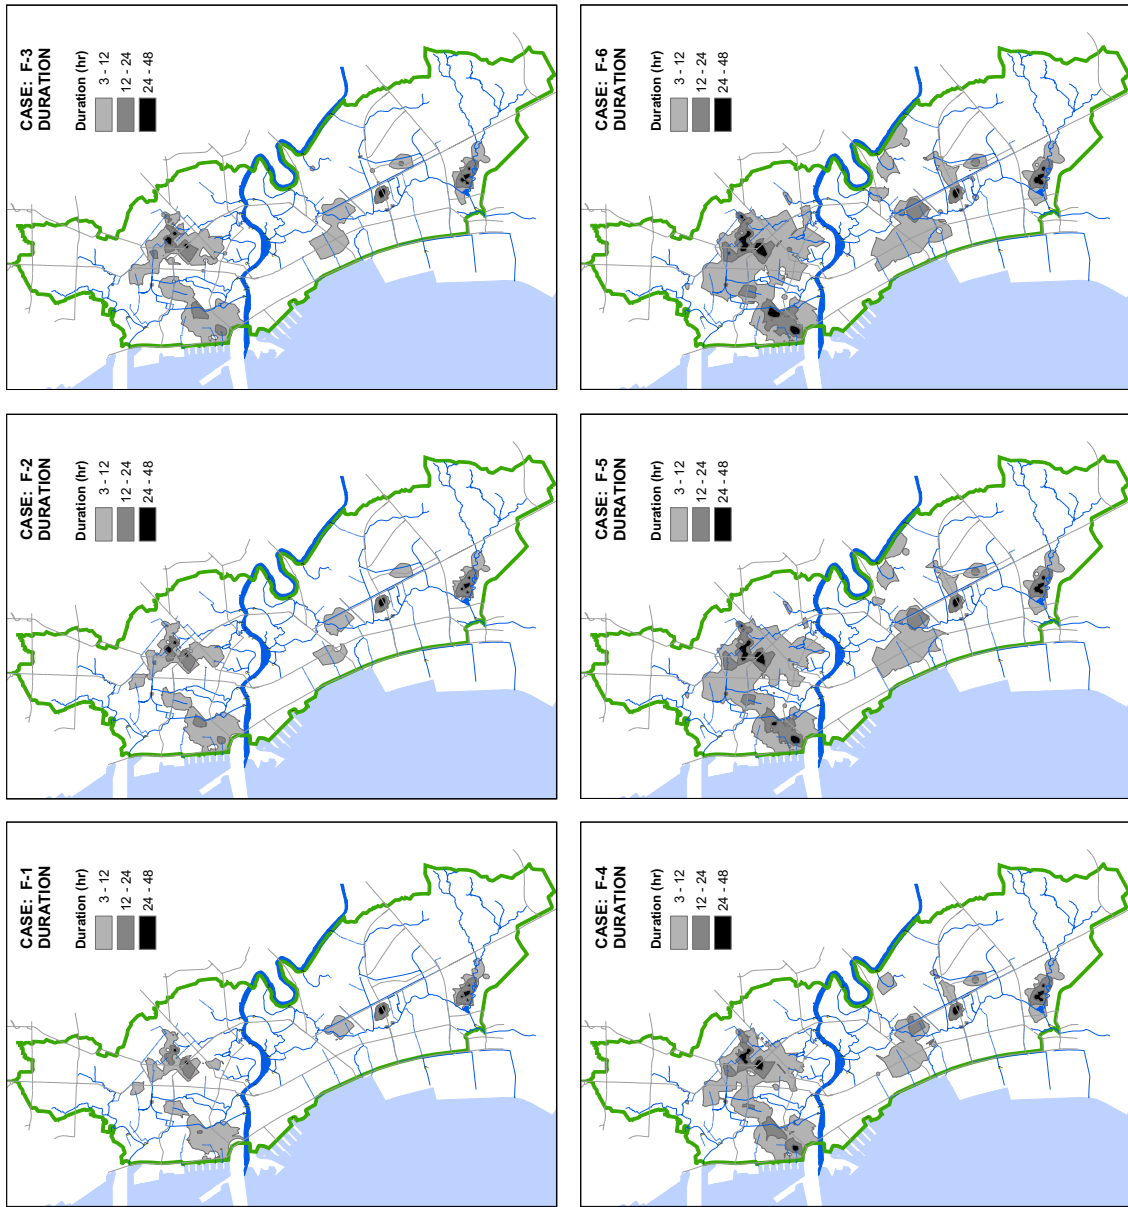 CASE: F-1
DURATION
Duration (hr)
3 - 12
12 - 24
24 - 48
CASE: F-2
DURATION
Duration (hr)
3 - 12
12 - 24
24 - 48
CASE: F-3
DURATION
Duration (hr)
3 - 12
12 - 24
24 - 48
CASE: F-4
DURATION
Duration (hr)
3 - 12
12 - 24
24 - 48
CASE: F-5
DURATION
Duration (hr)
3 - 12
12 - 24
24 - 48
CASE: F-6
DURATION
Duration (hr)
3 - 12
12 - 24
24 - 48